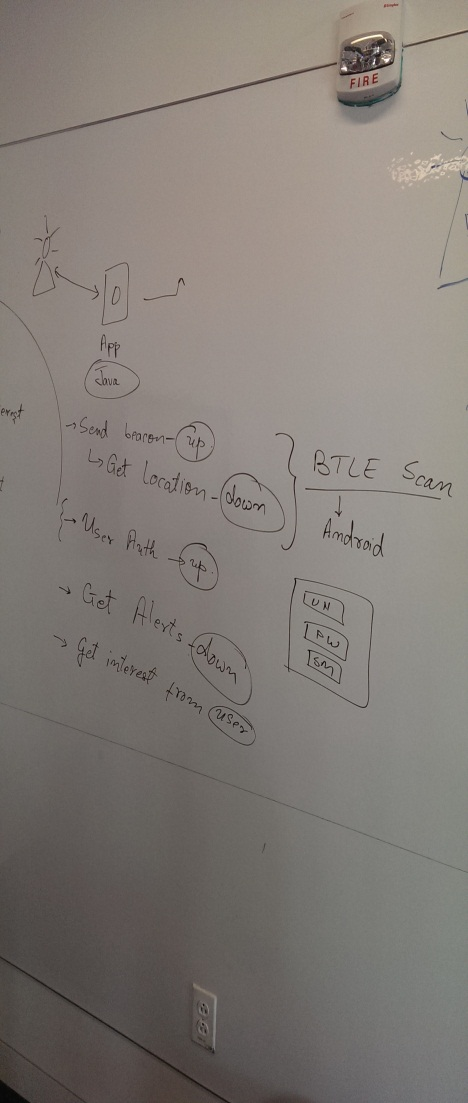 FIRE
App
Java
→ Send beacon - up
↳ Get Location - down
BTLE Scan
Android
→ User Auth → up
→ Get Alerts - down
→ Get interest from user
UN
PW